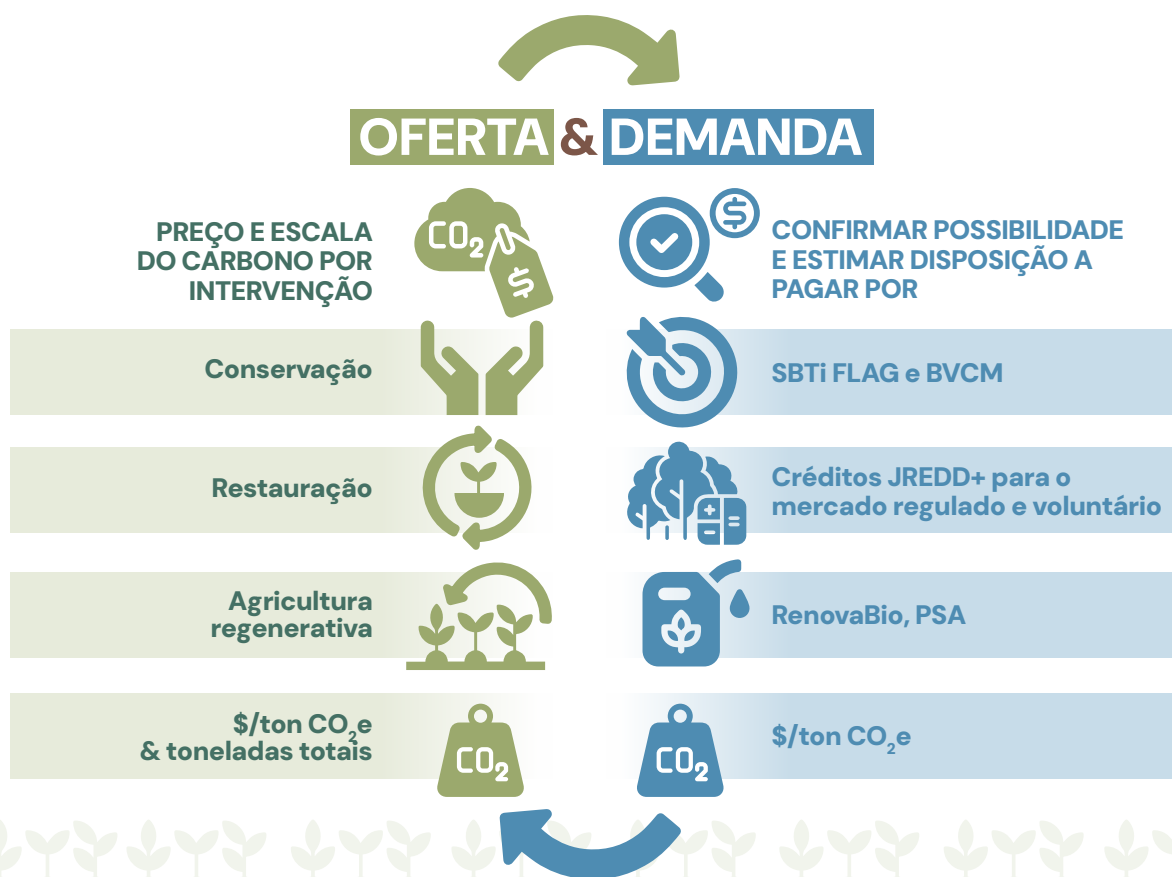 OFERTA & DEMANDA
PREÇO E ESCALA
DO CARBONO POR
INTERVENÇÃO
CO2
$
Conservação
Restauração
Agricultura
regenerativa
$/ton CO2e
& toneladas totais
CO2
$
CONFIRMAR POSSIBILIDADE
E ESTIMAR DISPOSIÇÃO A
PAGAR POR
SBTi FLAG e BVCM
Créditos JREDD+ para o
mercado regulado e voluntário
RenovaBio, PSA
CO2
$/ton CO2e